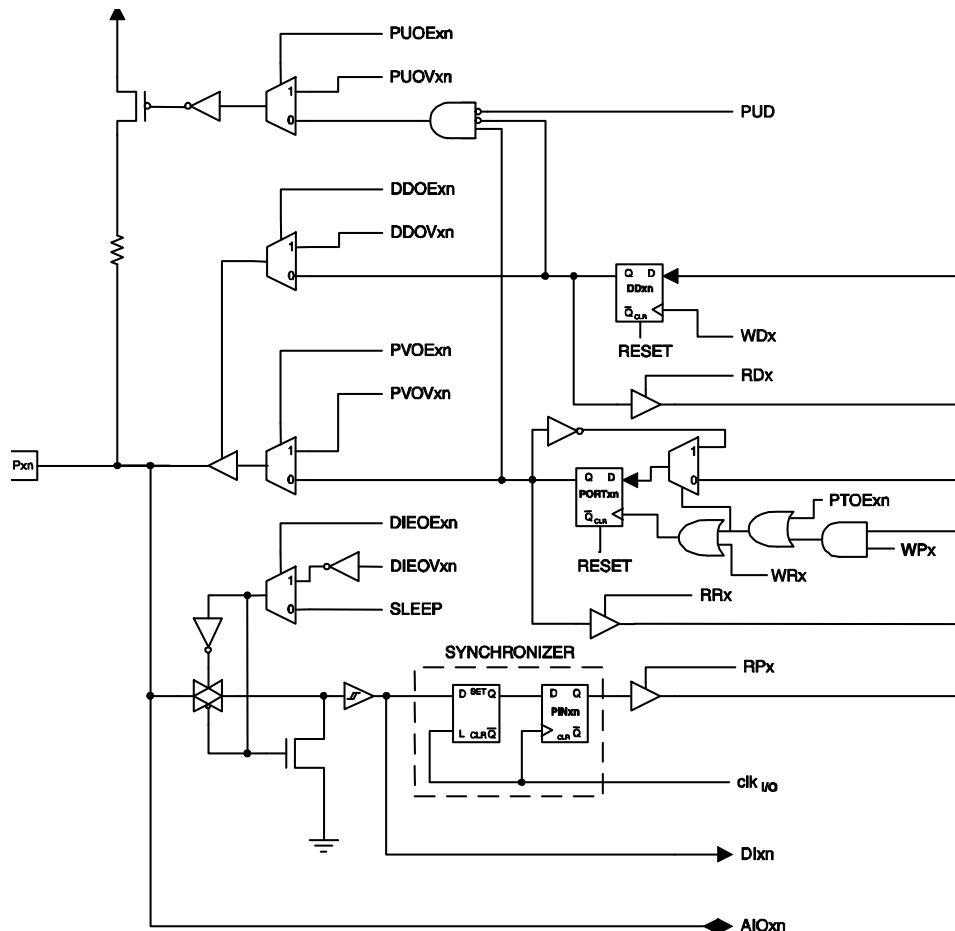 PUOExn
PUOVxn
1
0
PUD
DDOExn
DDOVxn
1
0
Q D
DDxn
Q CLR
WDx
RESET
PVOExn
RDx
PVOVxn
Pxn
1
0
1
0
Q D
PORTxn
Q CLR
PTOExn
DIEOExn
WPx
RESET
WRx
DIEOVxn
1
0
SLEEP
RRx
SYNCHRONIZER
RPx
D SET Q
L CLR Q
D Q
PINxn
CLR Q
clk I/O
DIxn
AIOxn